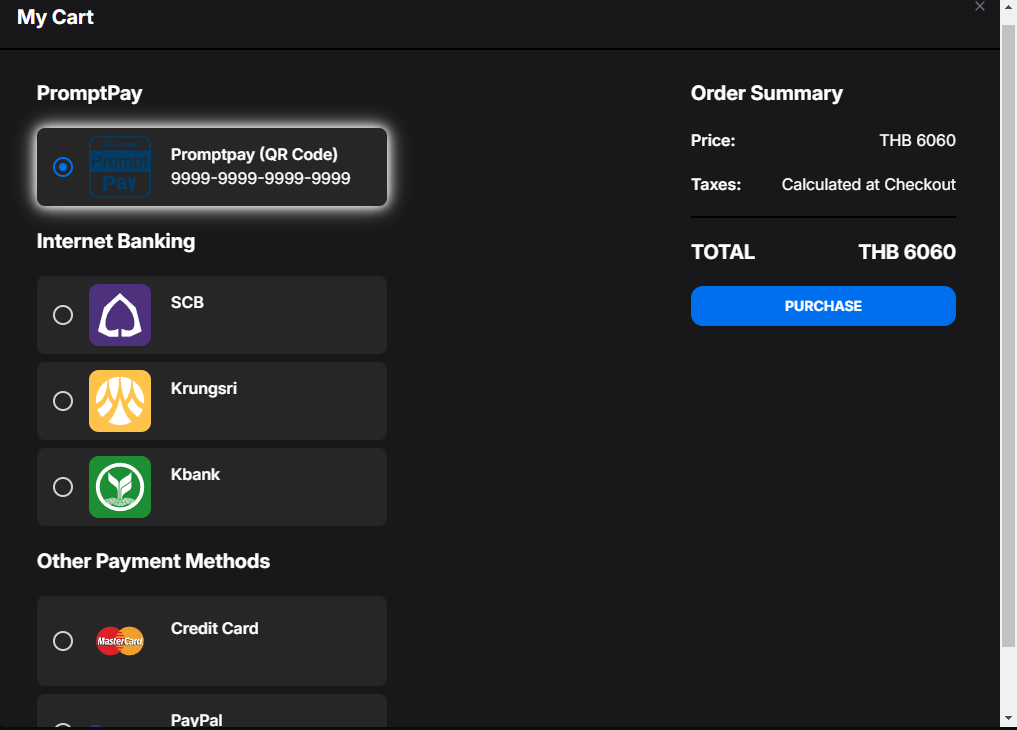 My Cart
PromptPay
Prompt
Pay
Promptpay (QR Code)
9999-9999-9999-9999
Internet Banking
SCB
Krungsri
Kbank
Other Payment Methods
MasterCard
Credit Card
PayPal
Order Summary
Price: THB 6060
Taxes: Calculated at Checkout
TOTAL THB 6060
PURCHASE